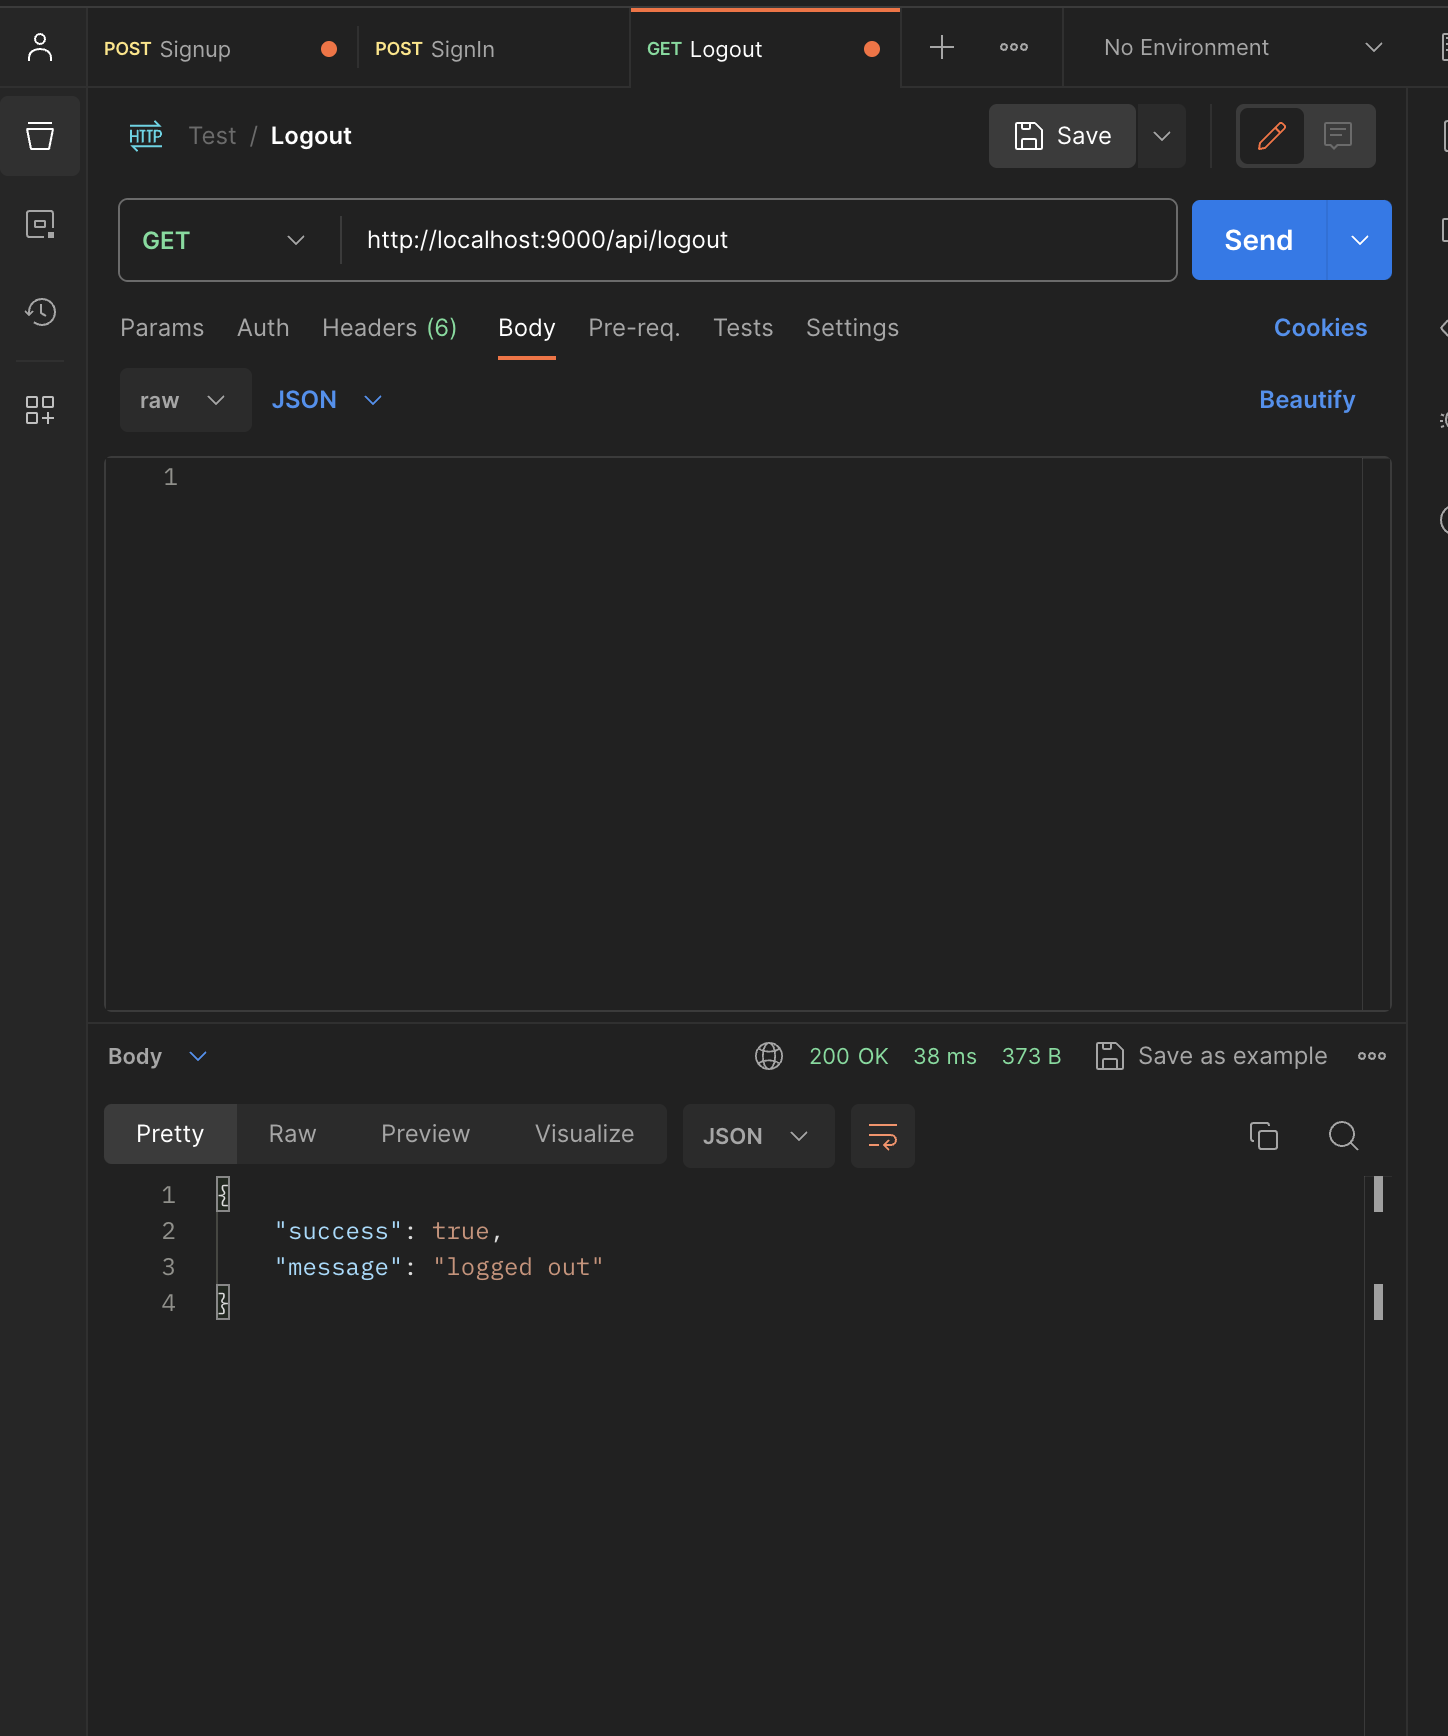 POST Signup POST SignIn GET Logout No Environment
HTTP Test / Logout Save
GET http://localhost:9000/api/logout Send
Params Auth Headers (6) Body Pre-req. Tests Settings Cookies
raw JSON Beautify
1
Body 200 OK 38 ms 373 B Save as example
Pretty Raw Preview Visualize JSON
1 {
2 "success": true,
3 "message": "logged out"
4 }